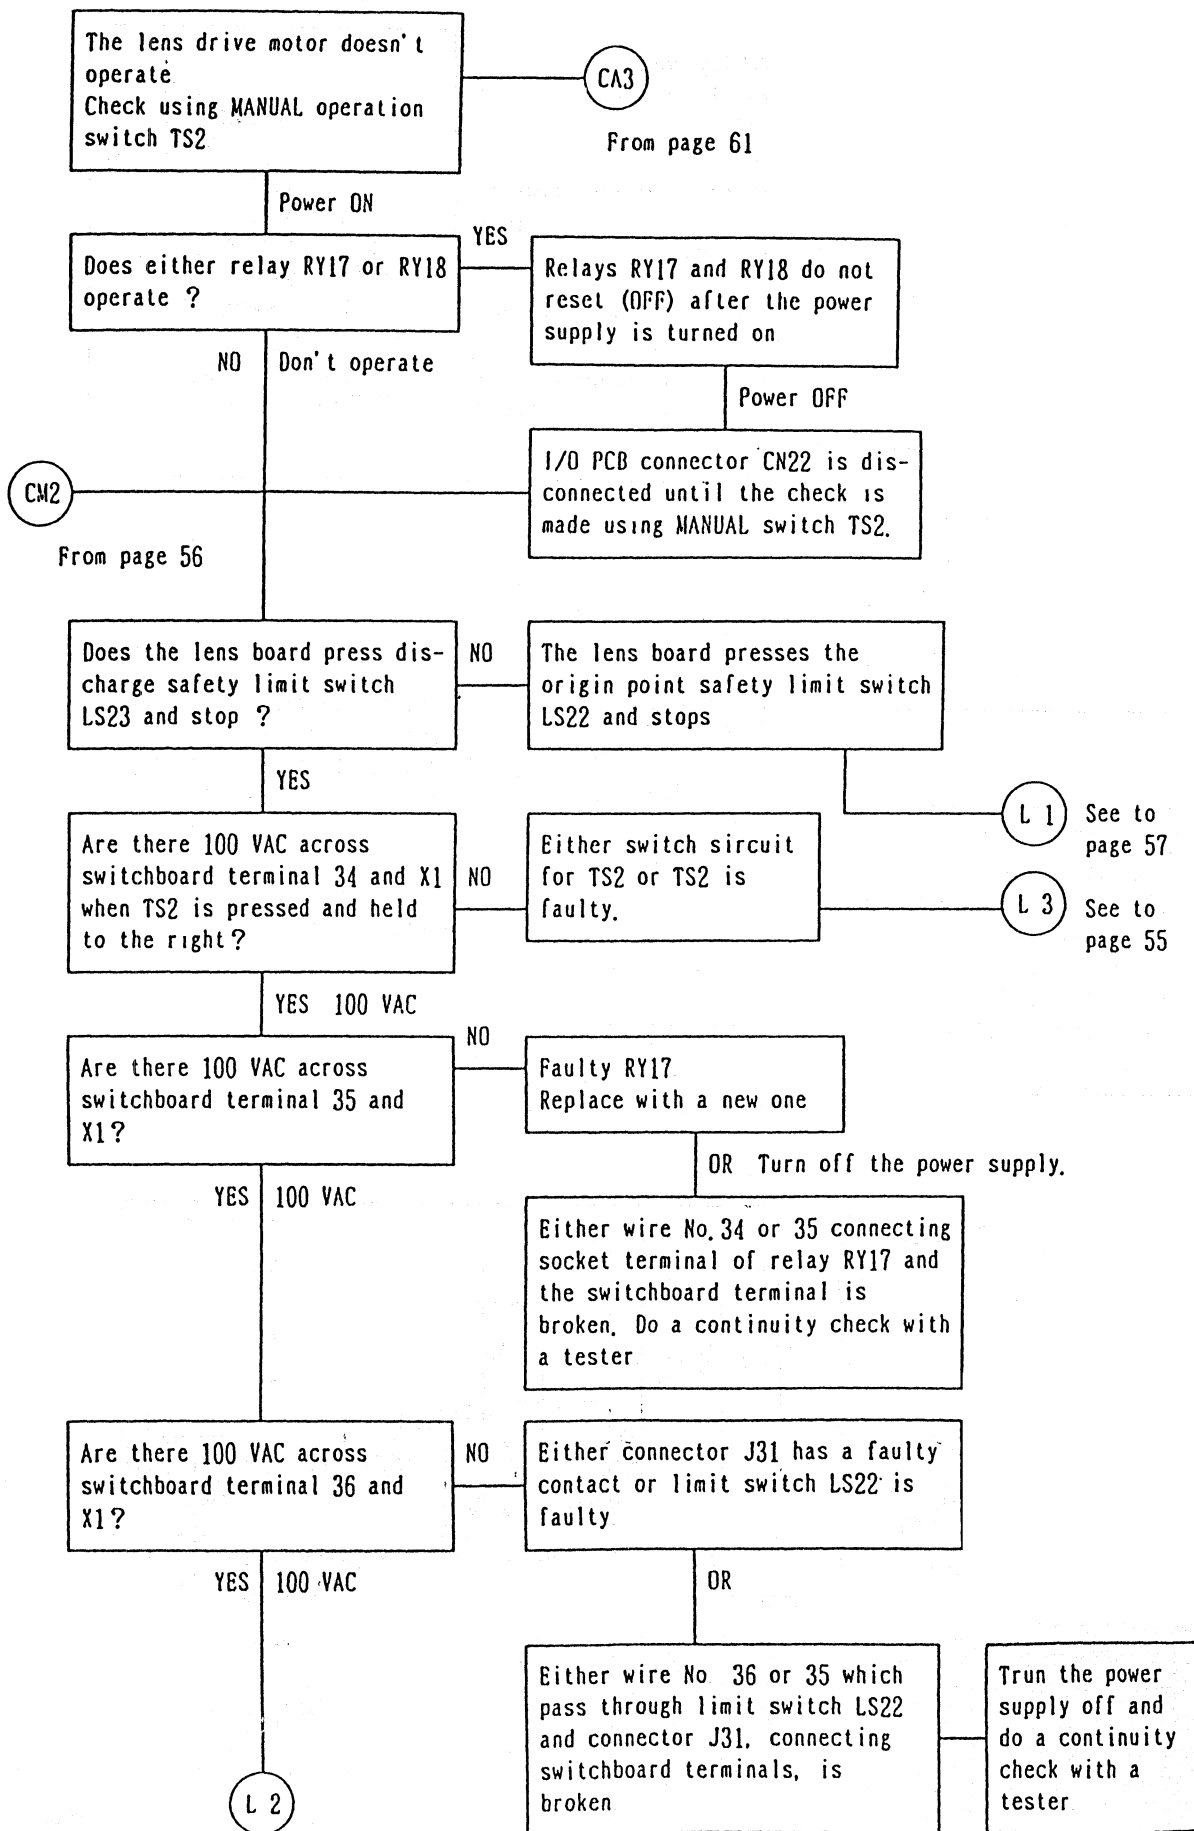 The lens drive motor doesn't
operate
Check using MANUAL operation
switch TS2
CA3
From page 61
Power ON
Does either relay RY17 or RY18
operate ?
YES
Relays RY17 and RY18 do not
reset (OFF) after the power
supply is turned on
NO
Don't operate
Power OFF
CM2
From page 56
I/O PCB connector CN22 is dis-
connected until the check is
made using MANUAL switch TS2.
Does the lens board press dis-
charge safety limit switch
LS23 and stop ?
NO
The lens board presses the
origin point safety limit switch
LS22 and stops
YES
L 1
See to
page 57
Are there 100 VAC across
switchboard terminal 34 and X1
when TS2 is pressed and held
to the right?
NO
Either switch sircuit
for TS2 or TS2 is
faulty.
L 3
See to
page 55
YES 100 VAC
Are there 100 VAC across
switchboard terminal 35 and
X1?
NO
Faulty RY17
Replace with a new one
OR Turn off the power supply.
YES
100 VAC
Either wire No. 34 or 35 connecting
socket terminal of relay RY17 and
the switchboard terminal is
broken. Do a continuity check with
a tester
Are there 100 VAC across
switchboard terminal 36 and
X1?
NO
Either connector J31 has a faulty
contact or limit switch LS22 is
faulty
YES
100 VAC
OR
Either wire No 36 or 35 which
pass through limit switch LS22
and connector J31, connecting
switchboard terminals, is
broken
Trun the power
supply off and
do a continuity
check with a
tester
L 2